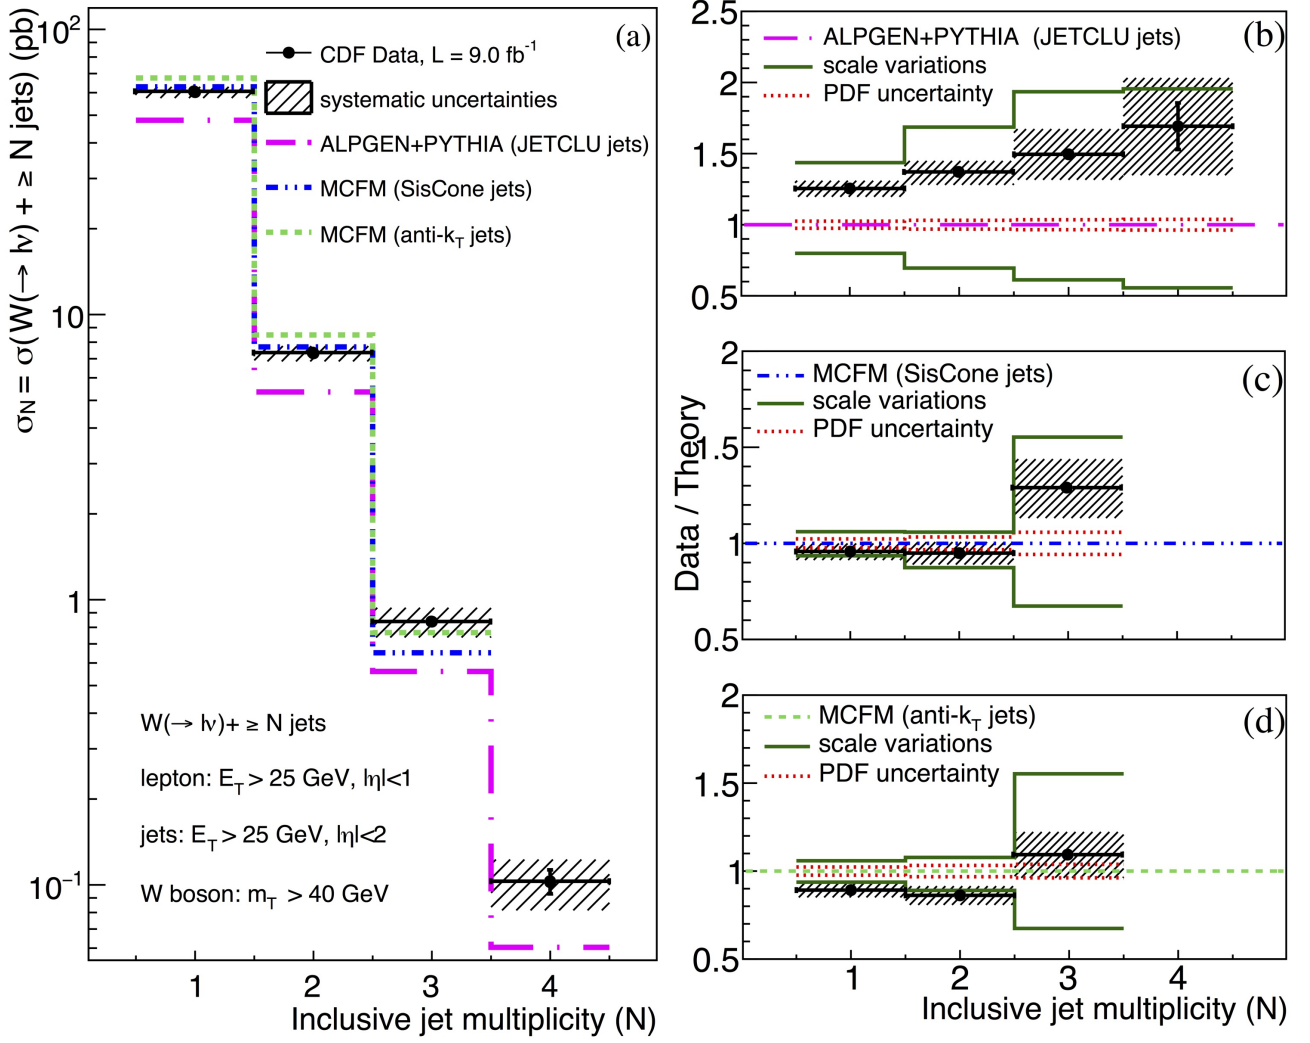 (a)
CDF Data, L = 9.0 fb⁻¹
systematic uncertainties
ALPGEN+PYTHIA (JETCLU jets)
MCFM (SisCone jets)
MCFM (anti-k_T jets)
σ_N = σ(W(→ lν) + ≥ N jets) (pb)
10²
10
1
10⁻¹
W(→ lν)+ ≥ N jets
lepton: E_T > 25 GeV, |η|<1
jets: E_T > 25 GeV, |η|<2
W boson: m_T > 40 GeV
1 2 3 4
Inclusive jet multiplicity (N)
(b)
ALPGEN+PYTHIA (JETCLU jets)
scale variations
PDF uncertainty
2.5
2
1.5
1
0.5
Data / Theory
(c)
MCFM (SisCone jets)
scale variations
PDF uncertainty
2
1.5
1
0.5
(d)
MCFM (anti-k_T jets)
scale variations
PDF uncertainty
2
1.5
1
0.5
1 2 3 4
Inclusive jet multiplicity (N)